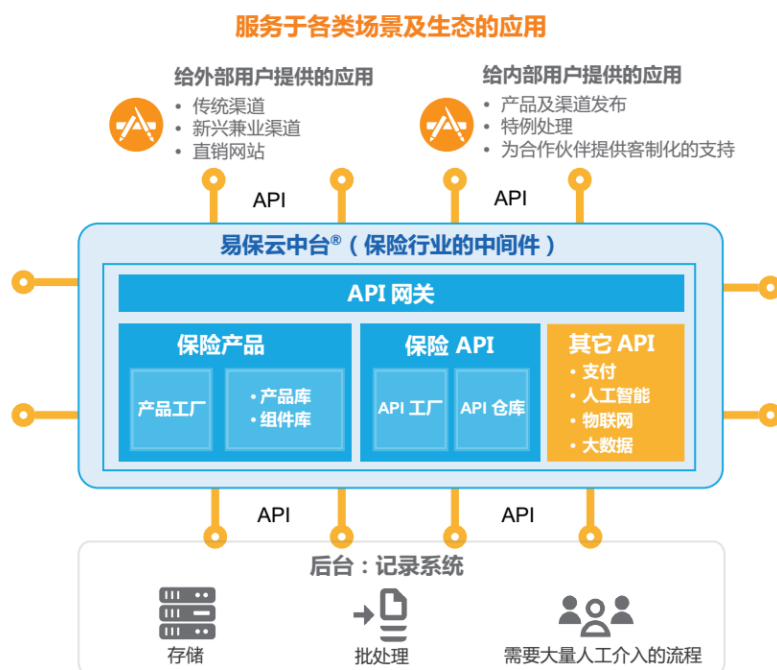 服务于各类场景及生态的应用
给外部用户提供的应用
• 传统渠道
• 新兴兼业渠道
• 直销网站
给内部用户提供的应用
• 产品及渠道发布
• 特例处理
• 为合作伙伴提供客制化的支持
API
API
易保云中台®（保险行业的中间件）
API 网关
保险产品
产品工厂
• 产品库
• 组件库
保险 API
API 工厂
API 仓库
其它 API
• 支付
• 人工智能
• 物联网
• 大数据
API
API
后台：记录系统
存储
批处理
需要大量人工介入的流程